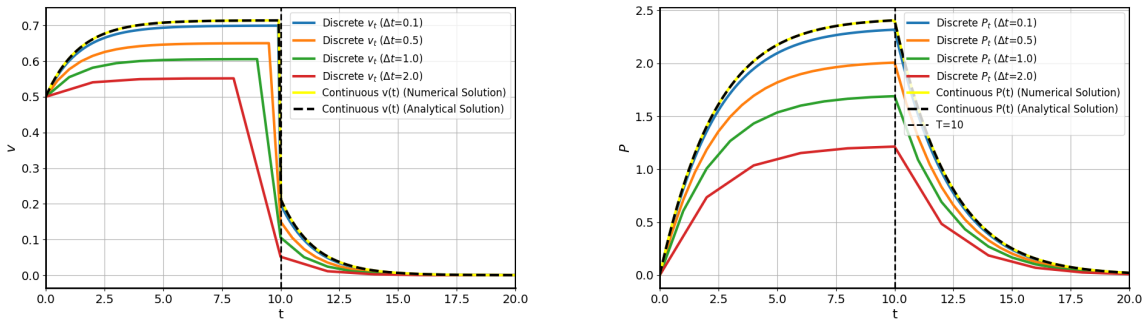 0.7
0.6
0.5
0.4
0.3
0.2
0.1
0.0
v
0.0 2.5 5.0 7.5 10.0 12.5 15.0 17.5 20.0
t
Discrete v_t (Δt=0.1)
Discrete v_t (Δt=0.5)
Discrete v_t (Δt=1.0)
Discrete v_t (Δt=2.0)
Continuous v(t) (Numerical Solution)
Continuous v(t) (Analytical Solution)
2.5
2.0
1.5
1.0
0.5
0.0
P
0.0 2.5 5.0 7.5 10.0 12.5 15.0 17.5 20.0
t
Discrete P_t (Δt=0.1)
Discrete P_t (Δt=0.5)
Discrete P_t (Δt=1.0)
Discrete P_t (Δt=2.0)
Continuous P(t) (Numerical Solution)
Continuous P(t) (Analytical Solution)
T=10